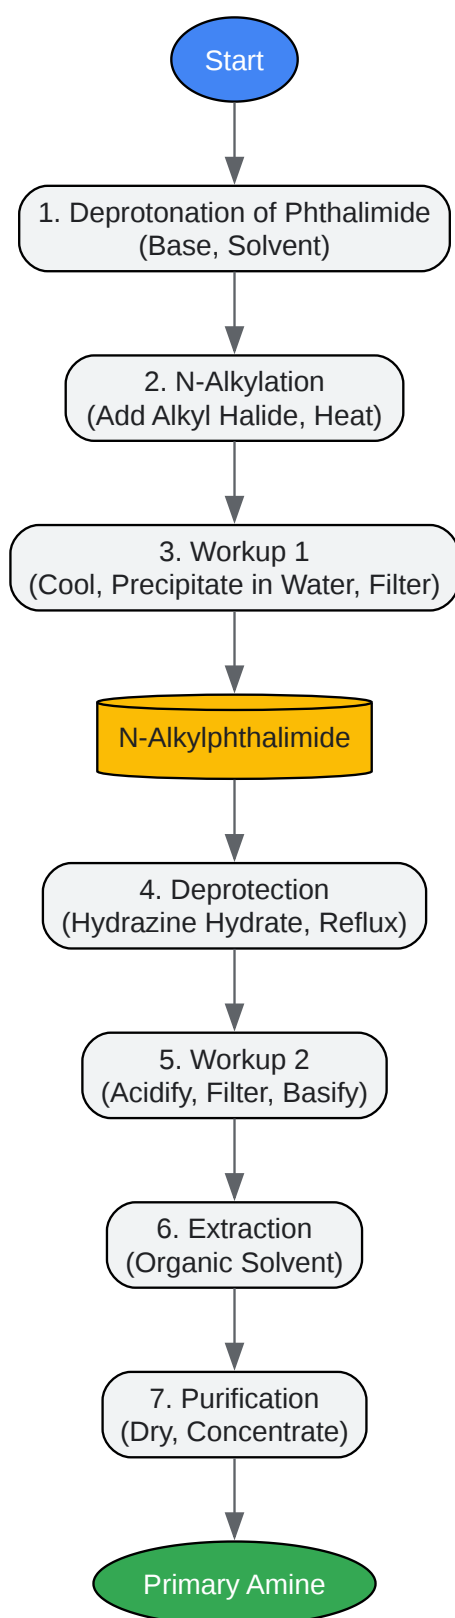 Start
1. Deprotonation of Phthalimide
(Base, Solvent)
2. N-Alkylation
(Add Alkyl Halide, Heat)
3. Workup 1
(Cool, Precipitate in Water, Filter)
N-Alkylphthalimide
4. Deprotection
(Hydrazine Hydrate, Reflux)
5. Workup 2
(Acidify, Filter, Basify)
6. Extraction
(Organic Solvent)
7. Purification
(Dry, Concentrate)
Primary Amine